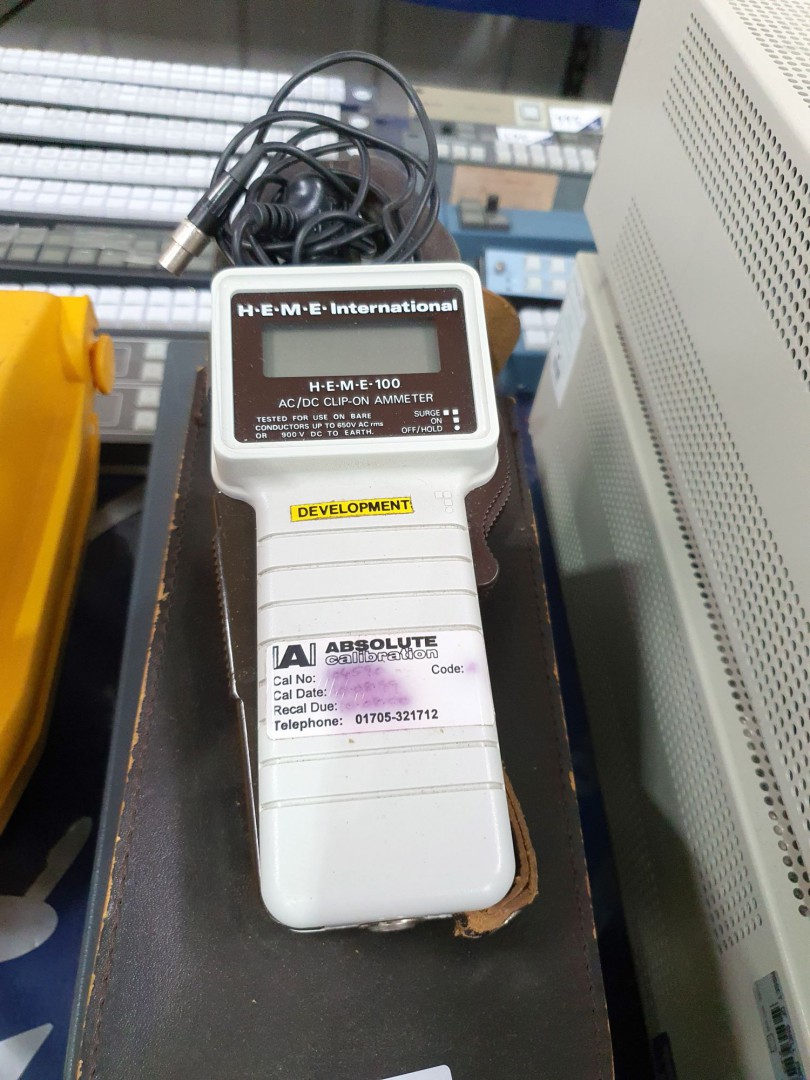 H·E·M·E· International
H·E·M·E·100
AC/DC CLIP-ON AMMETER
TESTED FOR USE ON BARE
CONDUCTORS UP TO 650V AC rms
OR 900 V DC TO EARTH.
SURGE
ON
OFF/HOLD
DEVELOPMENT
A ABSOLUTE
calibration
Cal No:
Code:
Cal Date:
Recal Due:
Telephone: 01705-321712